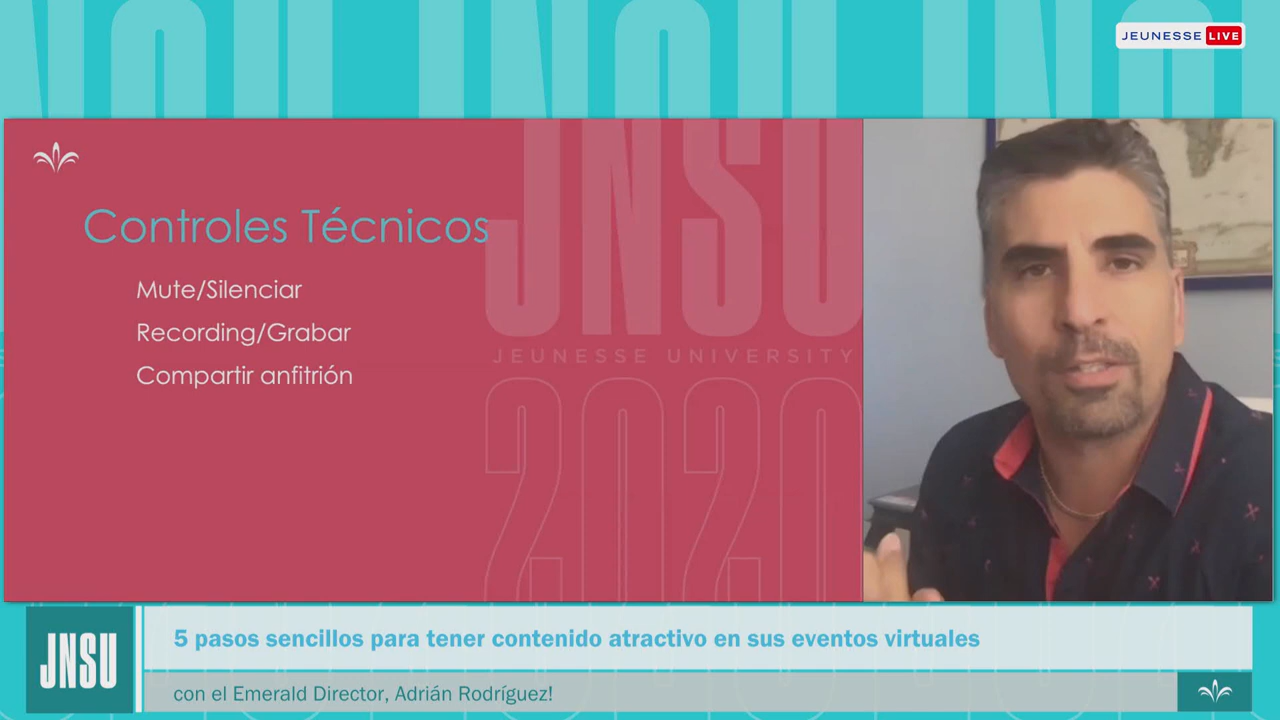 JEUNESSE LIVE
Controles Técnicos
Mute/Silenciar
Recording/Grabar
Compartir anfitrión
JNSU
JEUNESSE UNIVERSITY
2020
JNSU
5 pasos sencillos para tener contenido atractivo en sus eventos virtuales
con el Emerald Director, Adrián Rodríguez!